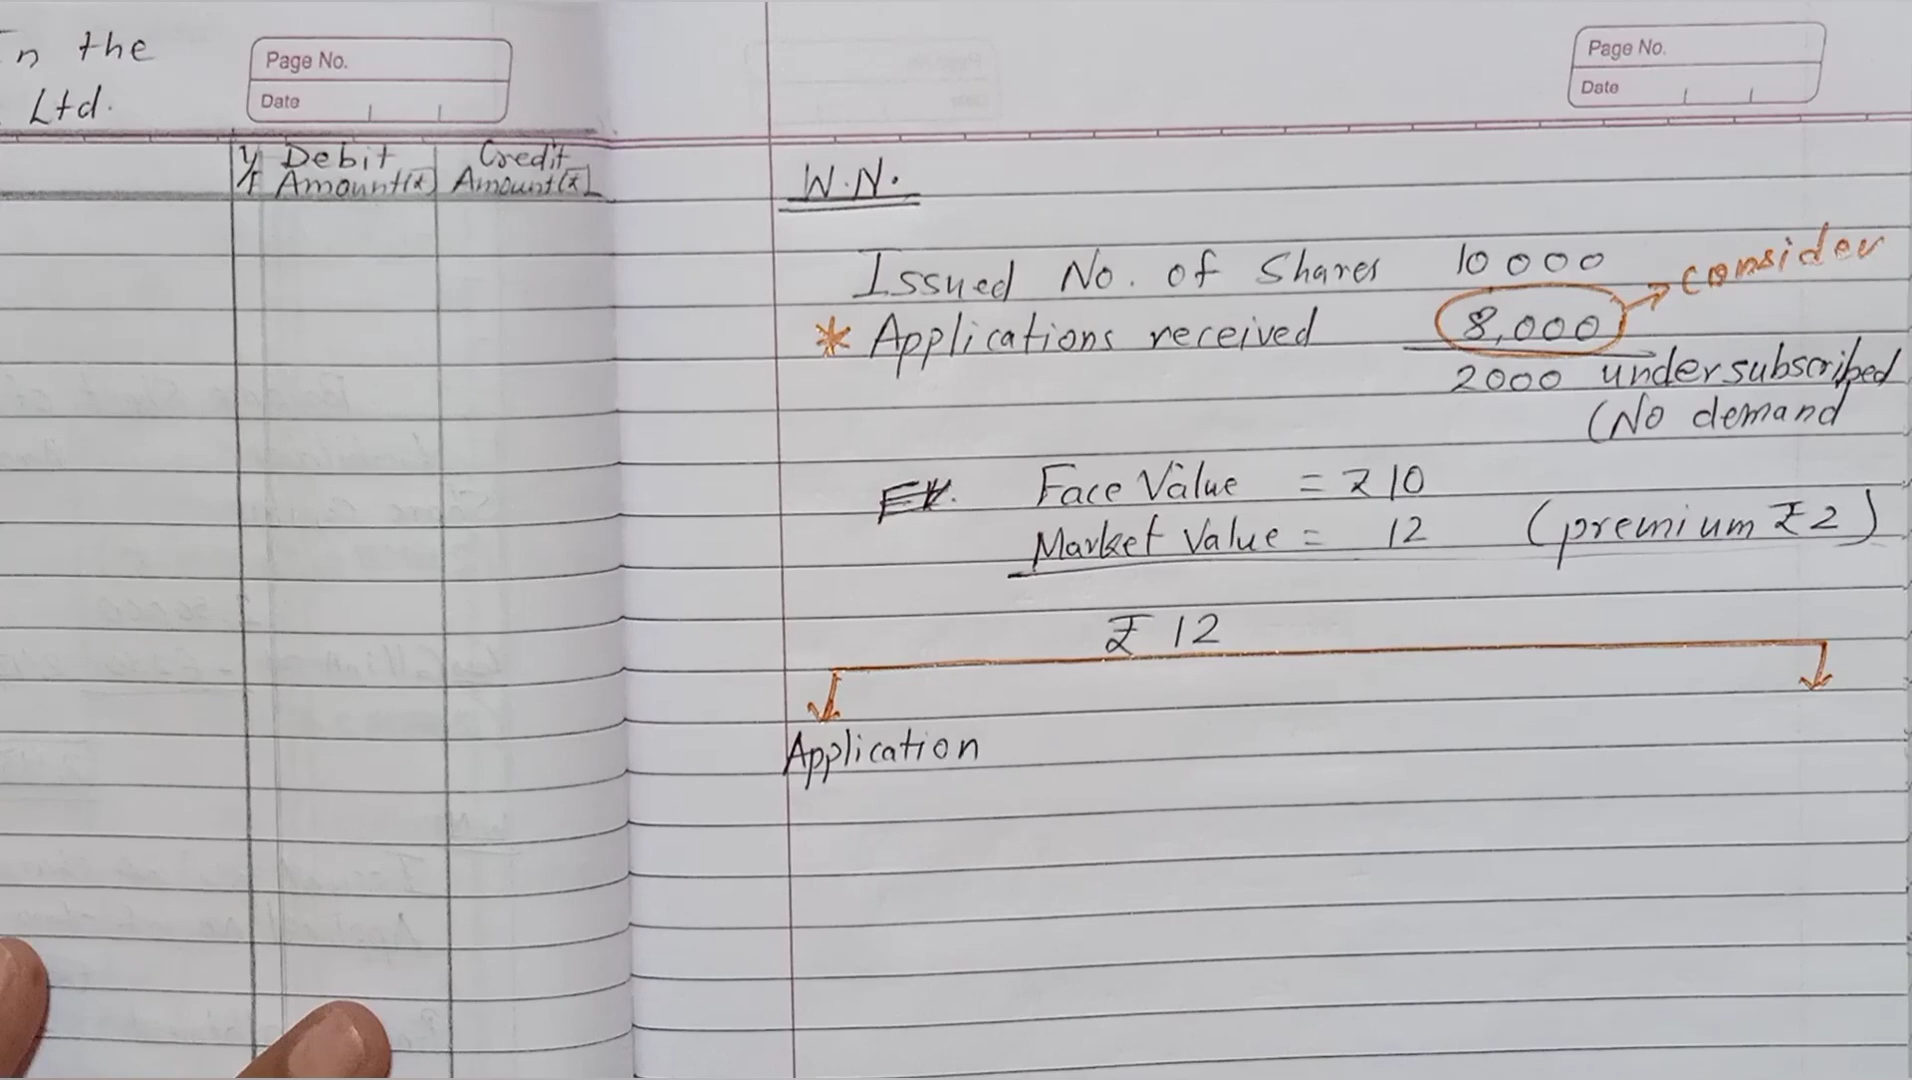 In the
Ltd.
Page No.
Date
Debit Amount(₹)
Credit Amount(₹)
Page No.
Date
W.N.
Issued No. of Shares 10000
* Applications received 8,000 → consider
2000 undersubscribed
(No demand
Face Value = ₹10
Market Value = 12 (premium ₹2)
₹ 12
Application